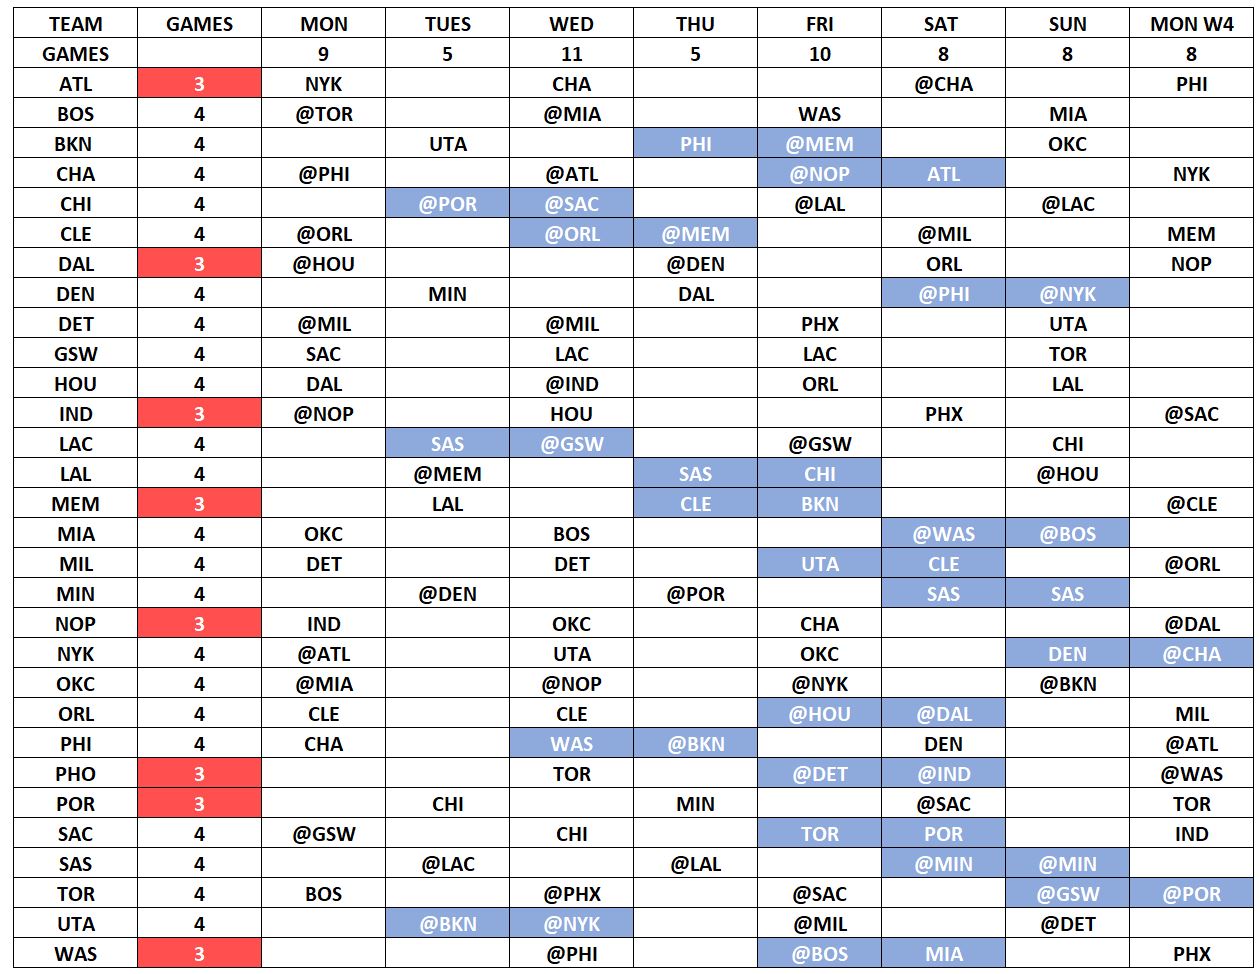 TEAM GAMES MON TUES WED THU FRI SAT SUN MON W4
GAMES 9 5 11 5 10 8 8 8
ATL 3 NYK CHA @CHA PHI
BOS 4 @TOR @MIA WAS MIA
BKN 4 UTA PHI @MEM OKC
CHA 4 @PHI @ATL @NOP ATL NYK
CHI 4 @POR @SAC @LAL @LAC
CLE 4 @ORL @ORL @MEM @MIL MEM
DAL 3 @HOU @DEN ORL NOP
DEN 4 MIN DAL @PHI @NYK
DET 4 @MIL @MIL PHX UTA
GSW 4 SAC LAC LAC TOR
HOU 4 DAL @IND ORL LAL
IND 3 @NOP HOU PHX @SAC
LAC 4 SAS @GSW @GSW CHI
LAL 4 @MEM SAS CHI @HOU
MEM 3 LAL CLE BKN @CLE
MIA 4 OKC BOS @WAS @BOS
MIL 4 DET DET UTA CLE @ORL
MIN 4 @DEN @POR SAS SAS
NOP 3 IND OKC CHA @DAL
NYK 4 @ATL UTA OKC DEN @CHA
OKC 4 @MIA @NOP @NYK @BKN
ORL 4 CLE CLE @HOU @DAL MIL
PHI 4 CHA WAS @BKN DEN @ATL
PHO 3 TOR @DET @IND @WAS
POR 3 CHI MIN @SAC TOR
SAC 4 @GSW CHI TOR POR IND
SAS 4 @LAC @LAL @MIN @MIN
TOR 4 BOS @PHX @SAC @GSW @POR
UTA 4 @BKN @NYK @MIL @DET
WAS 3 @PHI @BOS MIA PHX